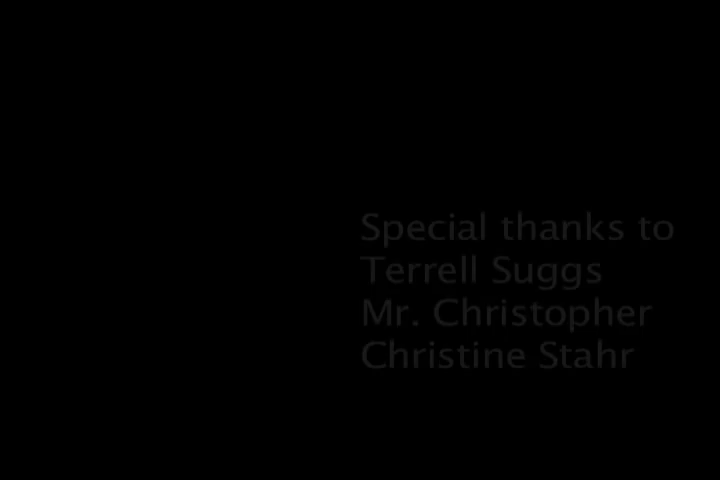 Special thanks to
Terrell Suggs
Mr. Christopher
Christine Stahr